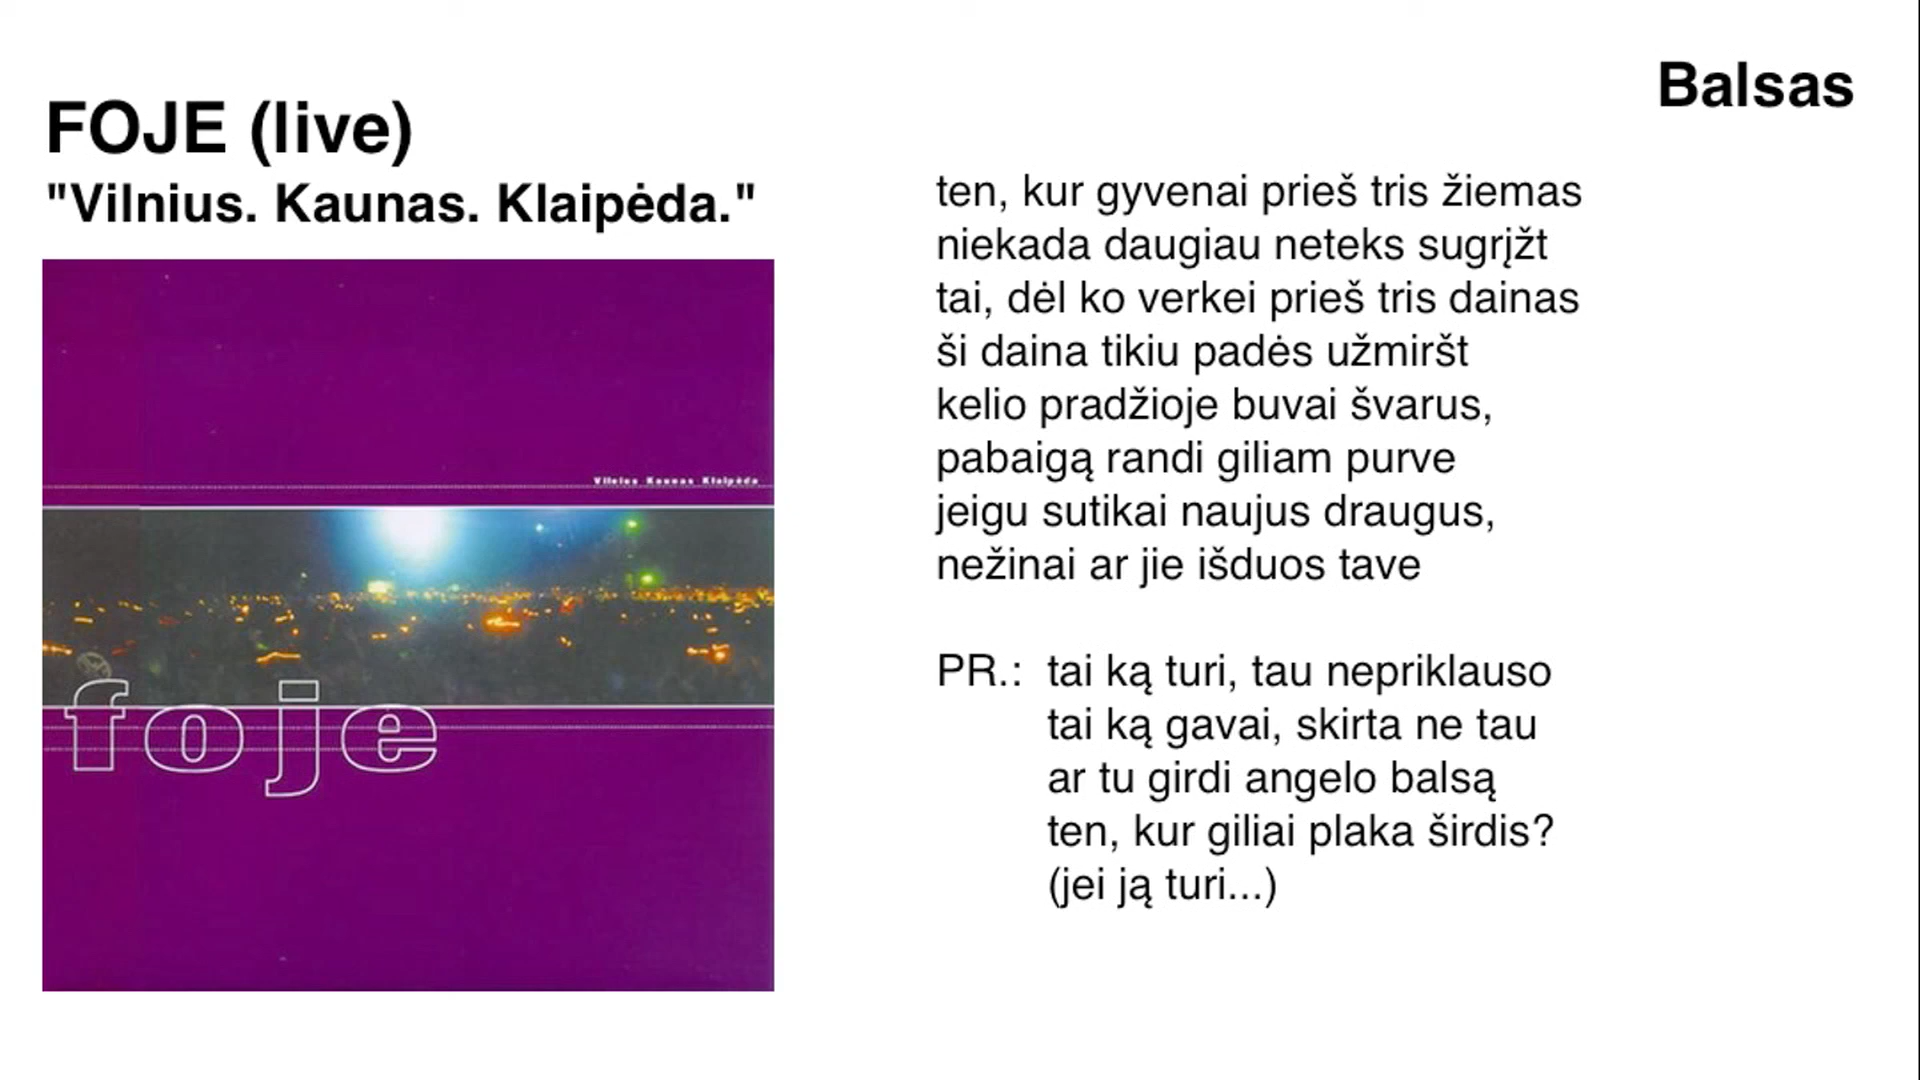 FOJE (live)
"Vilnius. Kaunas. Klaipėda."
Vilnius Kaunas Klaipėda
foje
Balsas
ten, kur gyvenai prieš tris žiemas
niekada daugiau neteks sugrįžt
tai, dėl ko verkei prieš tris dainas
ši daina tikiu padės užmiršt
kelio pradžioje buvai švarus,
pabaigą randi giliam purve
jeigu sutikai naujus draugus,
nežinai ar jie išduos tave
PR.: tai ką turi, tau nepriklauso
tai ką gavai, skirta ne tau
ar tu girdi angelo balsą
ten, kur giliai plaka širdis?
(jei ją turi...)